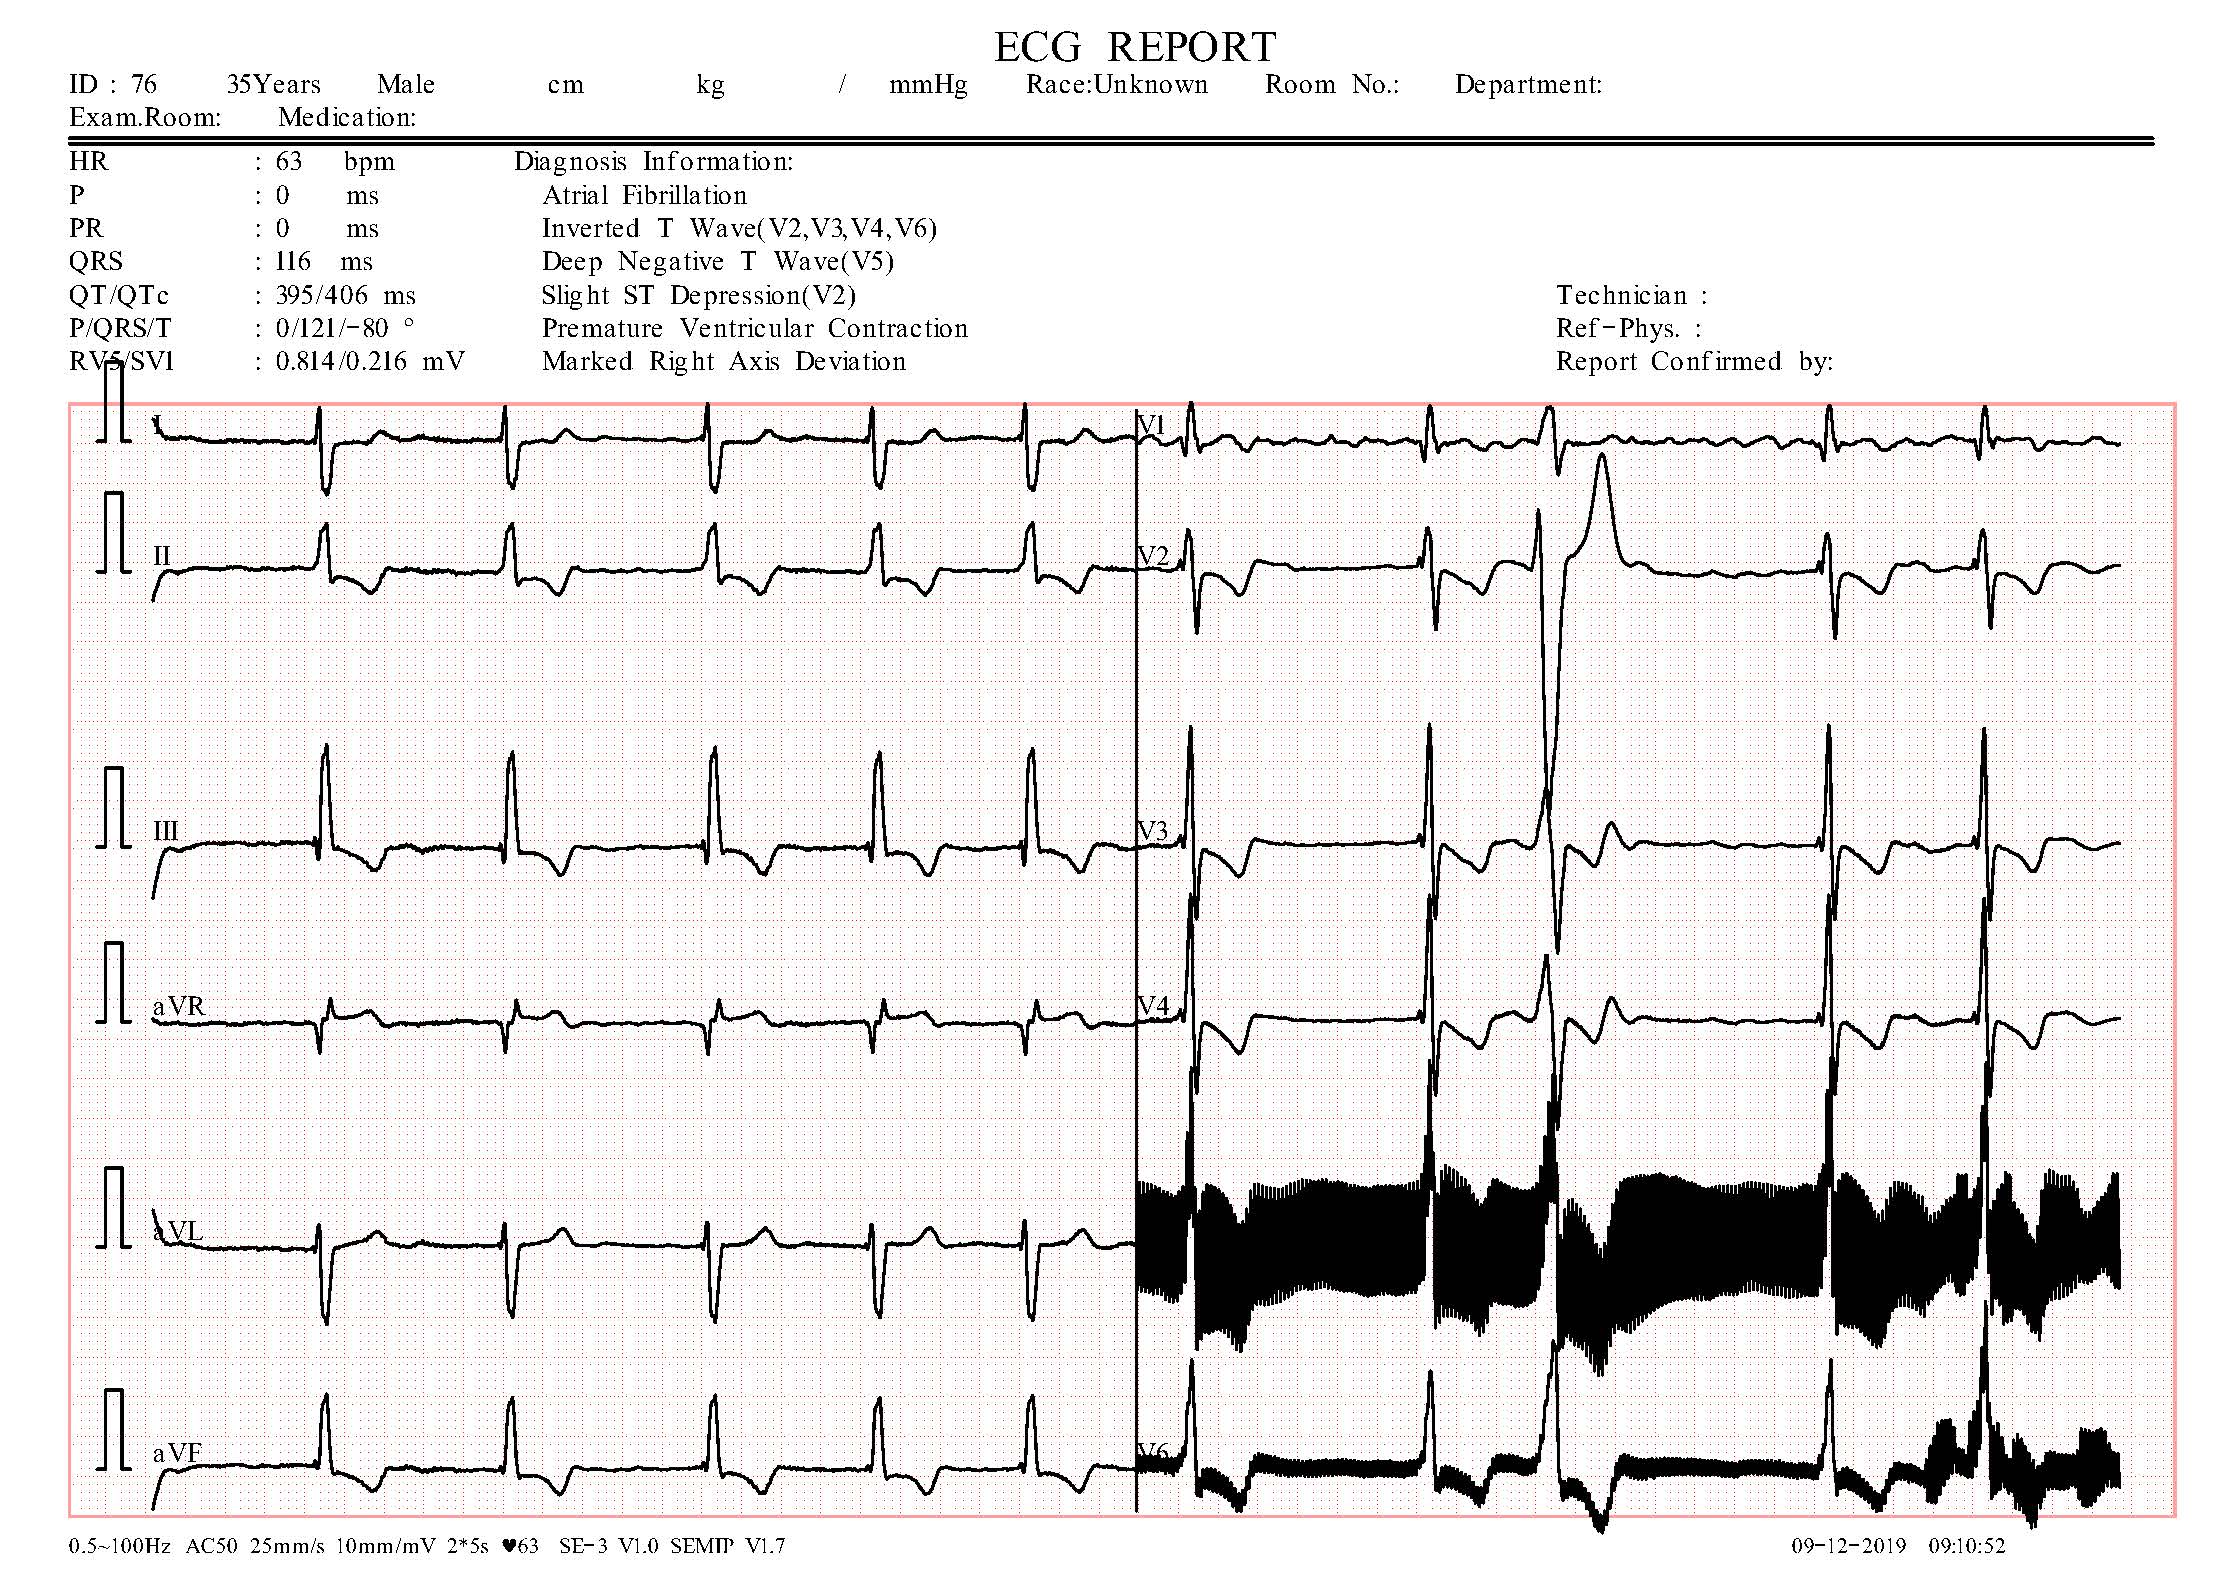 ECG REPORT
ID : 76 35Years Male cm kg / mmHg Race:Unknown Room No.: Department:
Exam.Room: Medication:
HR : 63 bpm Diagnosis Information:
P : 0 ms Atrial Fibrillation
PR : 0 ms Inverted T Wave(V2,V3,V4,V6)
QRS : 116 ms Deep Negative T Wave(V5)
QT/QTc : 395/406 ms Slight ST Depression(V2) Technician :
P/QRS/T : 0/121/-80 ° Premature Ventricular Contraction Ref-Phys. :
RV5/SV1 : 0.814/0.216 mV Marked Right Axis Deviation Report Confirmed by:
I V1
II V2
III V3
aVR V4
aVL
aVF V6
0.5~100Hz AC50 25mm/s 10mm/mV 2*5s ♥63 SE-3 V1.0 SEMIP V1.7 09-12-2019 09:10:52